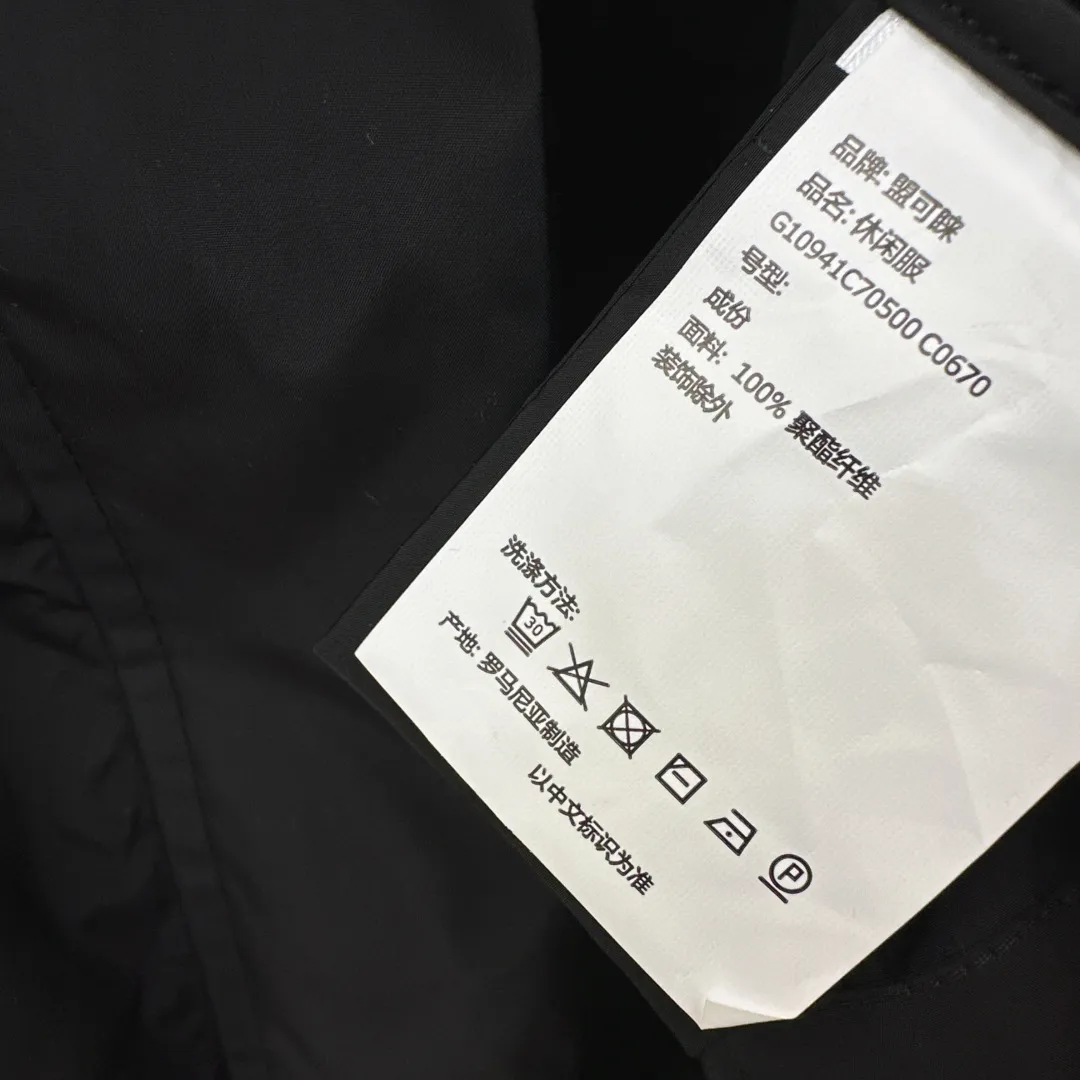 品牌: 盟可睐
品名: 休闲服
G10941C70500 C0670
号型:
成份
面料: 100% 聚酯纤维
装饰除外
洗涤方法:
30
P
产地: 罗马尼亚制造
以中文标识为准